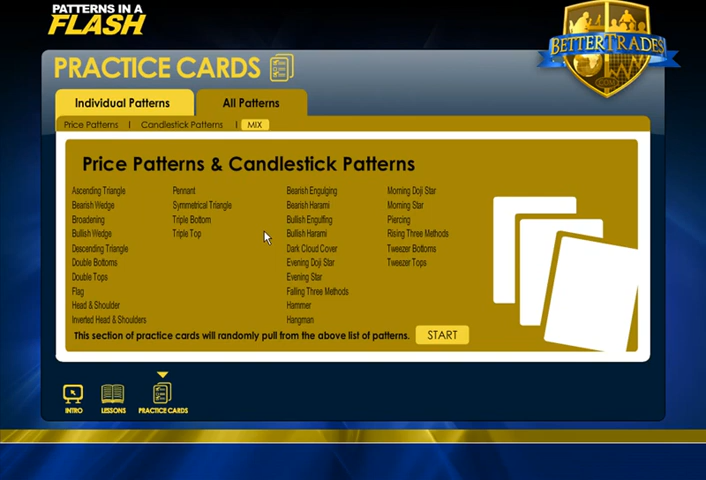 PATTERNS IN A
FLASH
BETTERTRADES
PRACTICE CARDS
Individual Patterns
All Patterns
Price Patterns I Candlestick Patterns I MIX
Price Patterns & Candlestick Patterns
Ascending Triangle
Bearish Wedge
Broadening
Bullish Wedge
Descending Triangle
Double Bottoms
Double Tops
Flag
Head & Shoulder
Inverted Head & Shoulders
Pennant
Symmetrical Triangle
Triple Bottom
Triple Top
Bearish Engulging
Bearish Harami
Bullish Engulfing
Bullish Harami
Dark Cloud Cover
Evening Doji Star
Evening Star
Falling Three Methods
Hammer
Hangman
Morning Doji Star
Morning Star
Piercing
Rising Three Methods
Tweezer Bottoms
Tweezer Tops
This section of practice cards will randomly pull from the above list of patterns.
START
INTRO
LESSONS
PRACTICE CARDS